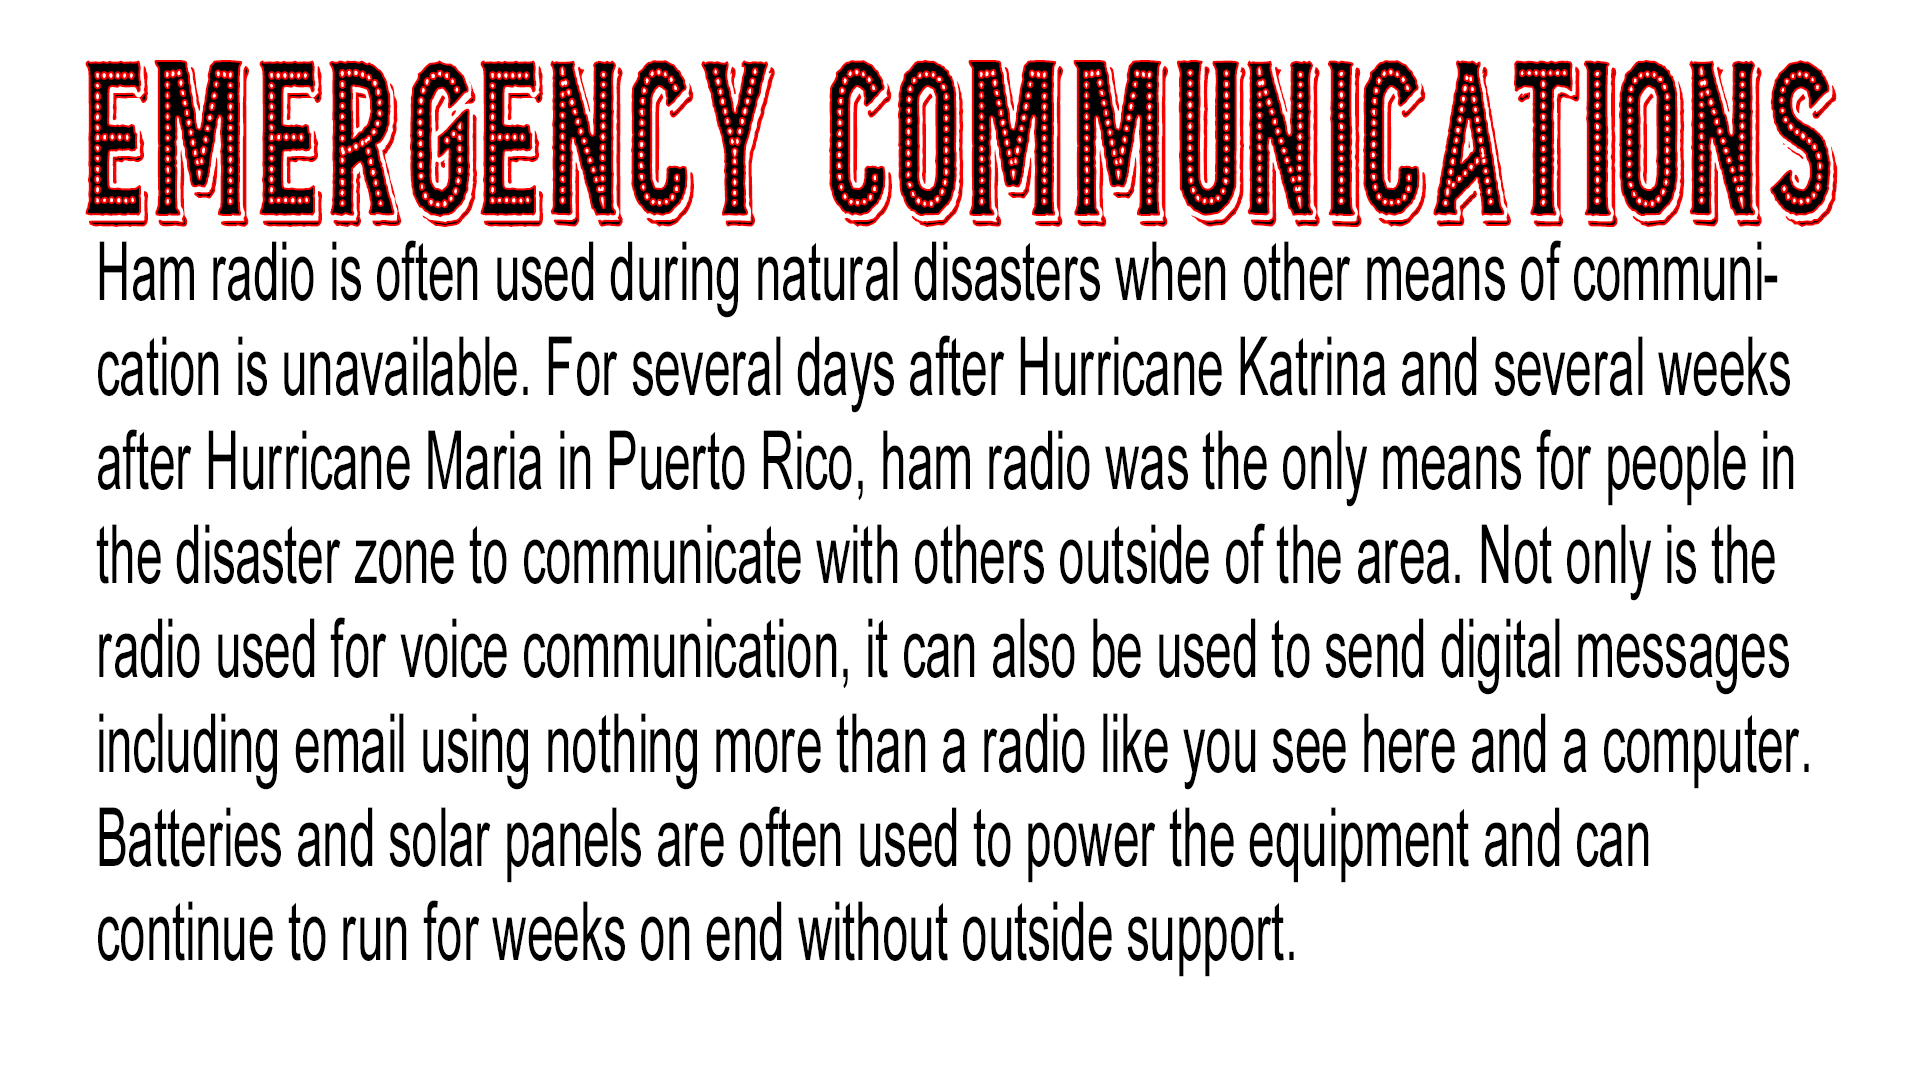 EMERGENCY COMMUNICATIONS
Ham radio is often used during natural disasters when other means of communi-
cation is unavailable. For several days after Hurricane Katrina and several weeks
after Hurricane Maria in Puerto Rico, ham radio was the only means for people in
the disaster zone to communicate with others outside of the area. Not only is the
radio used for voice communication, it can also be used to send digital messages
including email using nothing more than a radio like you see here and a computer.
Batteries and solar panels are often used to power the equipment and can
continue to run for weeks on end without outside support.